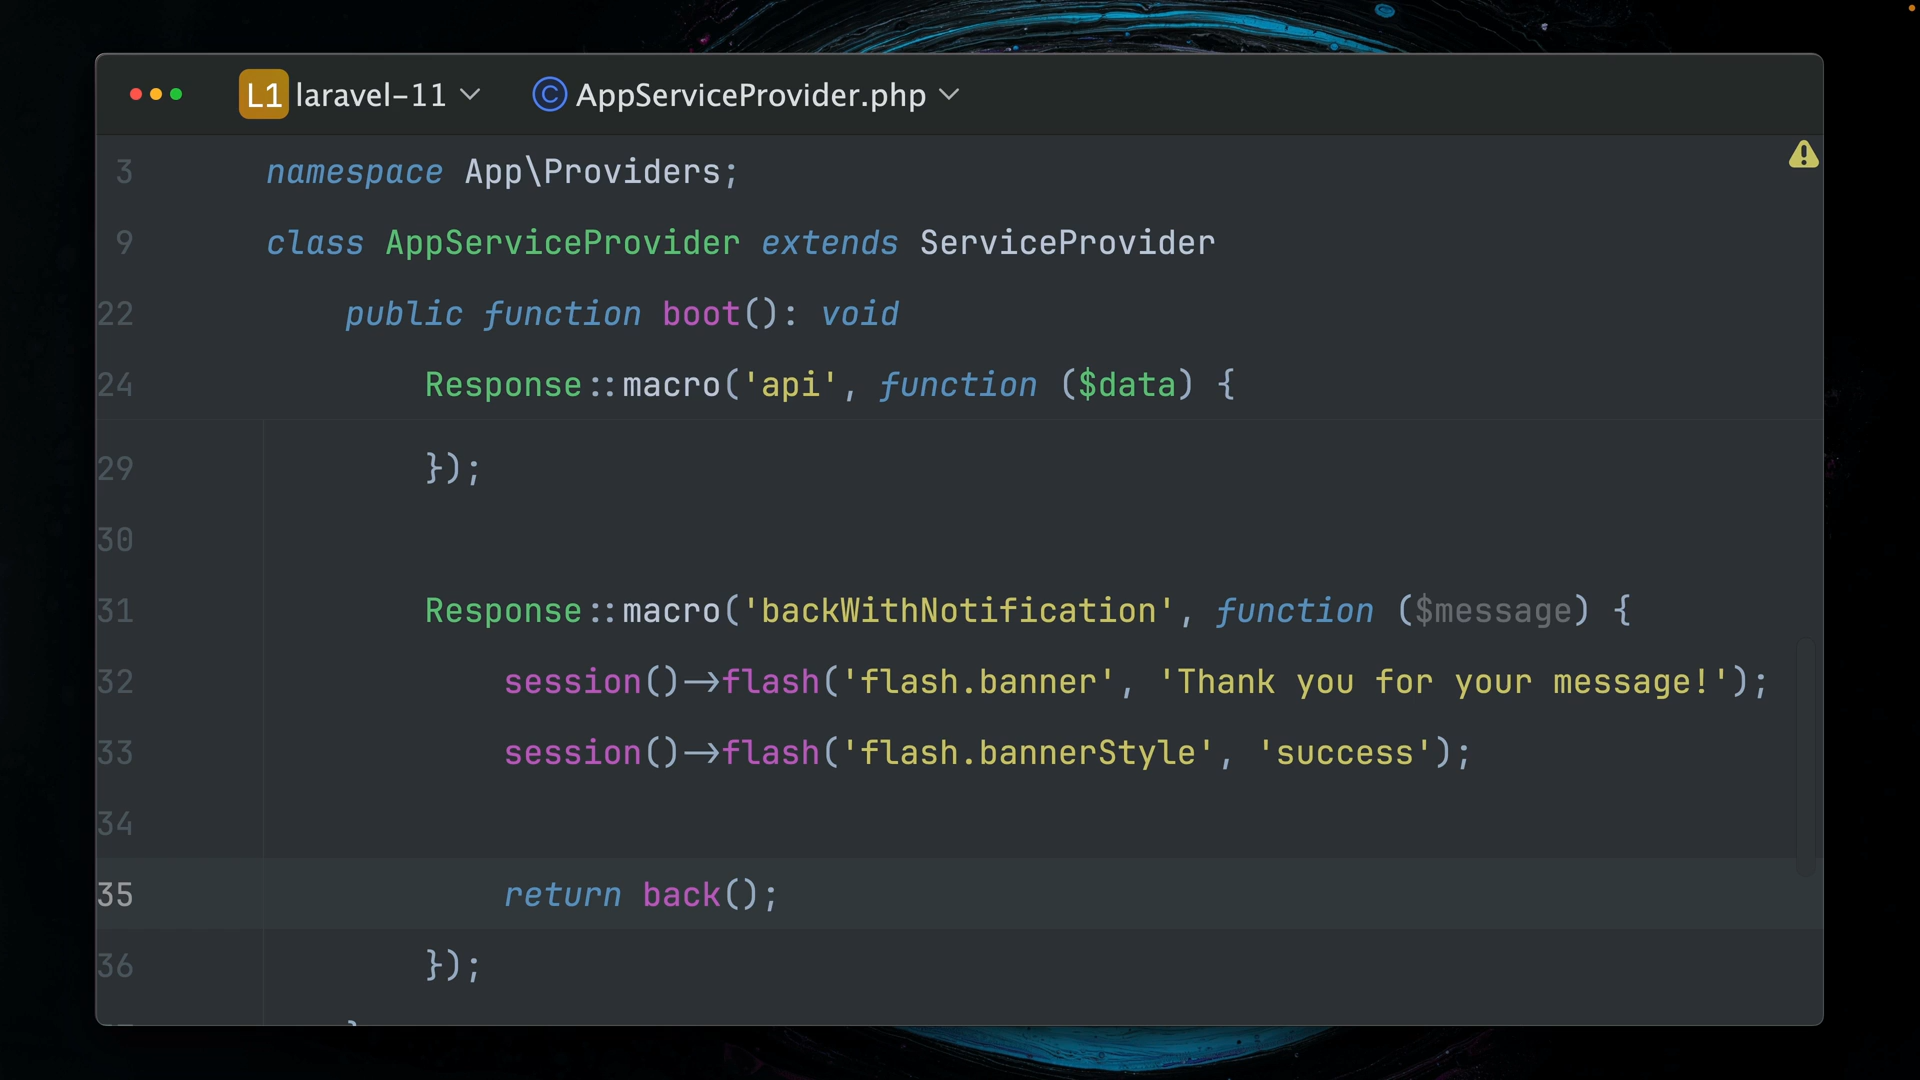 L1 laravel-11 AppServiceProvider.php
3 namespace App\Providers;
9 class AppServiceProvider extends ServiceProvider
22 public function boot(): void
24 Response::macro('api', function ($data) {
29 });
30
31 Response::macro('backWithNotification', function ($message) {
32 session()->flash('flash.banner', 'Thank you for your message!');
33 session()->flash('flash.bannerStyle', 'success');
34
35 return back();
36 });